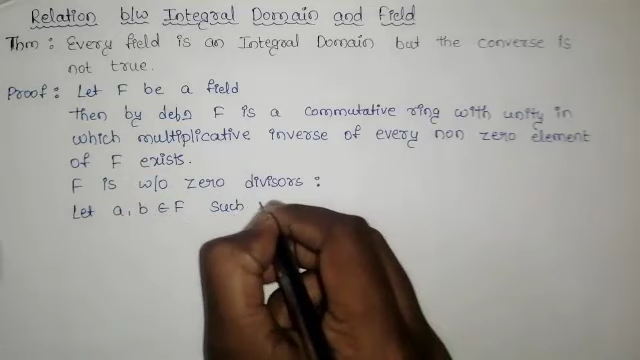 Relation b/w Integral Domain and Field
Thm : Every field is an Integral Domain but the converse is
not true.
Proof : Let F be a field
then by defn F is a commutative ring with unity in
which multiplicative inverse of every non zero element
of F exists.
F is w/o zero divisors :
Let a, b ∈ F such